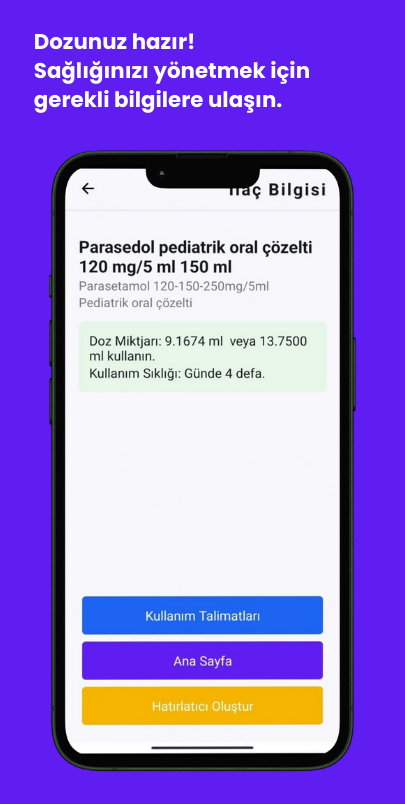 Dozunuz hazır!
Sağlığınızı yönetmek için
gerekli bilgilere ulaşın.
Bilgisi
Parasedol pediatrik oral çözelti
120 mg/5 ml 150 ml
Parasetamol 120-150-250mg/5ml
Pediatrik oral çözelti
Doz Miktjarı: 9.1674 ml veya 13.7500
ml kullanın.
Kullanım Sıklığı: Günde 4 defa.
Kullanım Talimatları
Ana Sayfa
Hatırlatıcı Oluştur